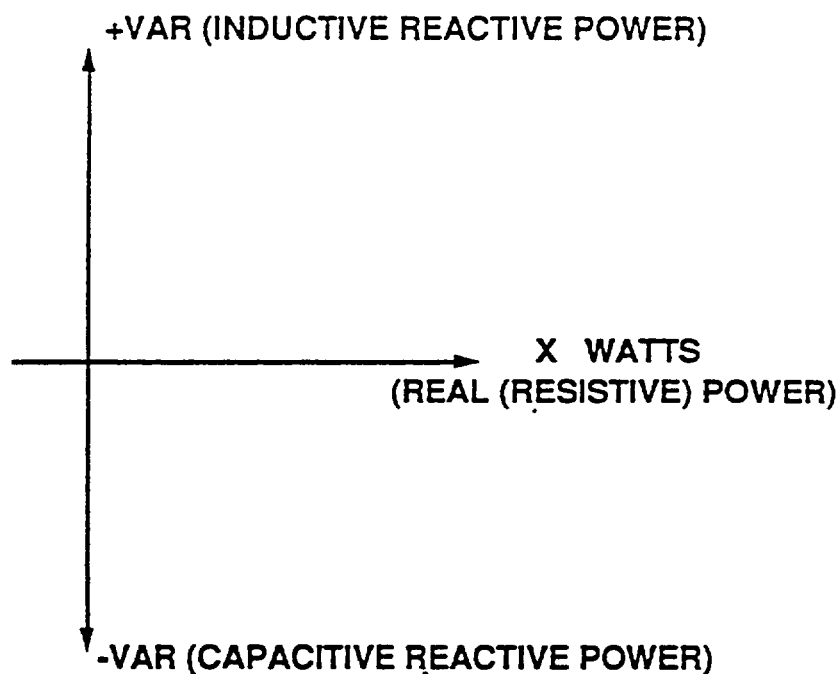 +VAR (INDUCTIVE REACTIVE POWER)
X WATTS
(REAL (RESISTIVE) POWER)
-VAR (CAPACITIVE REACTIVE POWER)